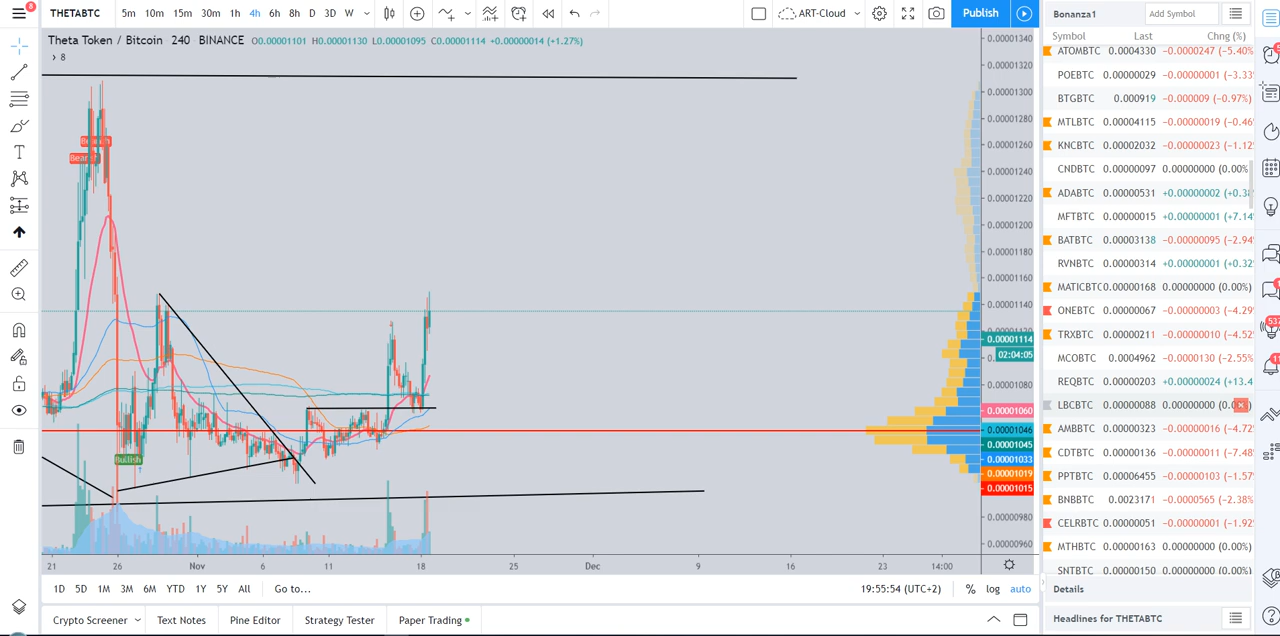 8
THETABTC
5m 10m 15m 30m 1h 4h 6h 8h D 3D W
ART-Cloud
Publish
Theta Token / Bitcoin 240 BINANCE O0.00001101 H0.00001130 L0.00001095 C0.00001114 +0.00000014 (+1.27%)
8
Bullish
0.00001340
0.00001320
0.00001300
0.00001280
0.00001260
0.00001240
0.00001220
0.00001200
0.00001180
0.00001160
0.00001140
0.00001114
02:04:05
0.00001080
0.00001060
0.00001046
0.00001045
0.00001033
0.00001019
0.00001015
0.00000980
0.00000960
21 26 Nov 6 11 18 25 Dec 9 16 23 14:00
1D 5D 1M 3M 6M YTD 1Y 5Y All Go to...
19:55:54 (UTC+2) % log auto
Crypto Screener Text Notes Pine Editor Strategy Tester Paper Trading
Bonanza1 Add Symbol
Symbol Last Chng (%)
ATOMBTC 0.0004330 -0.0000247 (-5.40%
POEBTC 0.00000029 -0.00000001 (-3.33
BTGBTC 0.000919 -0.000009 (-0.97%)
MTLBTC 0.00004115 -0.00000019 (-0.46
KNCBTC 0.00002032 -0.00000023 (-1.12
CNDBTC 0.00000097 0.00000000 (0.00%
ADABTC 0.00000531 +0.00000002 (+0.38
MFTBTC 0.00000015 +0.00000001 (+7.14
BATBTC 0.00003138 -0.00000095 (-2.94
RVNBTC 0.00000314 +0.00000001 (+0.32
MATICBTC 0.00000168 0.00000000 (0.00%)
ONEBTC 0.00000067 -0.00000003 (-4.29
TRXBTC 0.00000211 -0.00000010 (-4.52
MCOBTC 0.0004962 -0.0000130 (-2.55%
REQBTC 0.00000203 +0.00000024 (+13.4
LBCBTC 0.00000088 0.00000000 (0.0
AMBBTC 0.00000323 -0.00000016 (-4.72
CDTBTC 0.00000136 -0.00000011 (-7.48
PPTBTC 0.00006455 -0.00000103 (-1.57
BNBBTC 0.0023171 -0.0000565 (-2.38%
CELRBTC 0.00000051 -0.00000001 (-1.92
MTHBTC 0.00000163 0.00000000 (0.00%)
SNTBTC 0.00000150 0.00000000 (0.00%)
Details
Headlines for THETABTC